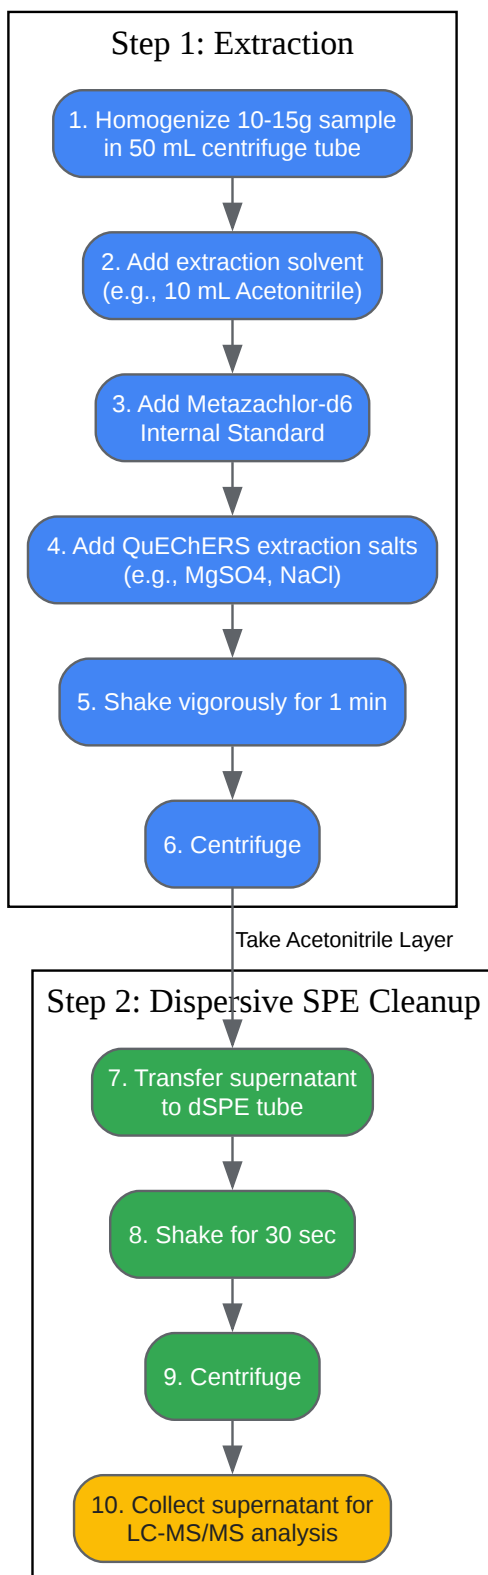 Step 1: Extraction
1. Homogenize 10-15g sample
in 50 mL centrifuge tube
2. Add extraction solvent
(e.g., 10 mL Acetonitrile)
3. Add Metazachlor-d6
Internal Standard
4. Add QuEChERS extraction salts
(e.g., MgSO4, NaCl)
5. Shake vigorously for 1 min
6. Centrifuge
Take Acetonitrile Layer
Step 2: Dispersive SPE Cleanup
7. Transfer supernatant
to dSPE tube
8. Shake for 30 sec
9. Centrifuge
10. Collect supernatant for
LC-MS/MS analysis